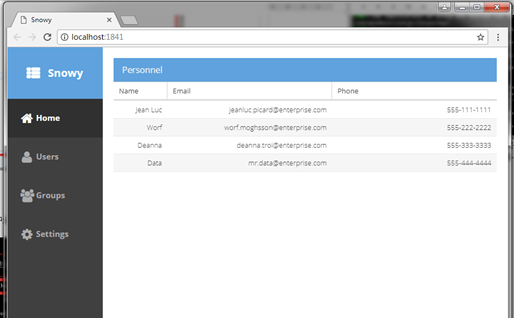 Snowy
localhost:1841
Snowy
Home
Users
Groups
Settings
Personnel
Name Email Phone
Jean Luc jeanluc.picard@enterprise.com 555-111-1111
Worf worf.moghsson@enterprise.com 555-222-2222
Deanna deanna.troi@enterprise.com 555-333-3333
Data mr.data@enterprise.com 555-444-4444